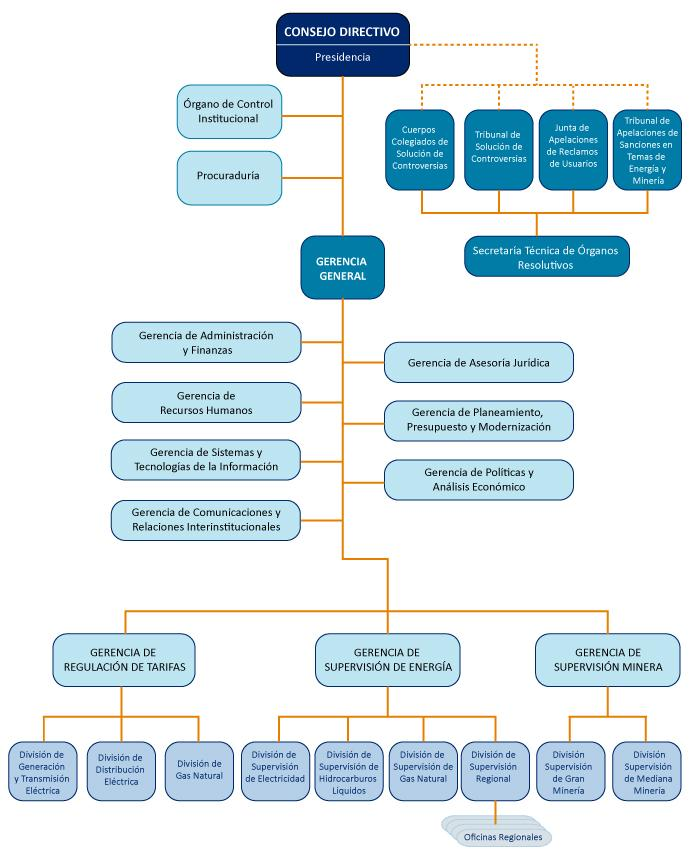 CONSEJO DIRECTIVO
Presidencia
Órgano de Control
Institucional
Procuraduría
Cuerpos
Colegiados de
Solución de
Controversias
Tribunal de
Solución de
Controversias
Junta de
Apelaciones
de Reclamos
de Usuarios
Tribunal de
Apelaciones de
Sanciones en
Temas de
Energía y
Minería
Secretaría Técnica de Órganos
Resolutivos
GERENCIA
GENERAL
Gerencia de Administración
y Finanzas
Gerencia de Asesoría Jurídica
Gerencia de
Recursos Humanos
Gerencia de Planeamiento,
Presupuesto y Modernización
Gerencia de Sistemas y
Tecnologías de la Información
Gerencia de Políticas y
Análisis Económico
Gerencia de Comunicaciones y
Relaciones Interinstitucionales
GERENCIA DE
REGULACIÓN DE TARIFAS
GERENCIA DE
SUPERVISIÓN DE ENERGÍA
GERENCIA DE
SUPERVISIÓN MINERA
División de
Generación
y Transmisión
Eléctrica
División de
Distribución
Eléctrica
División de
Gas Natural
División de
Supervisión
de Electricidad
División de
Supervisión de
Hidrocarburos
Liquidos
División de
Supervisión de
Gas Natural
División de
Supervisión
Regional
División
Supervisión
de Gran
Minería
División
Supervisión
de Mediana
Minería
Oficinas Regionales